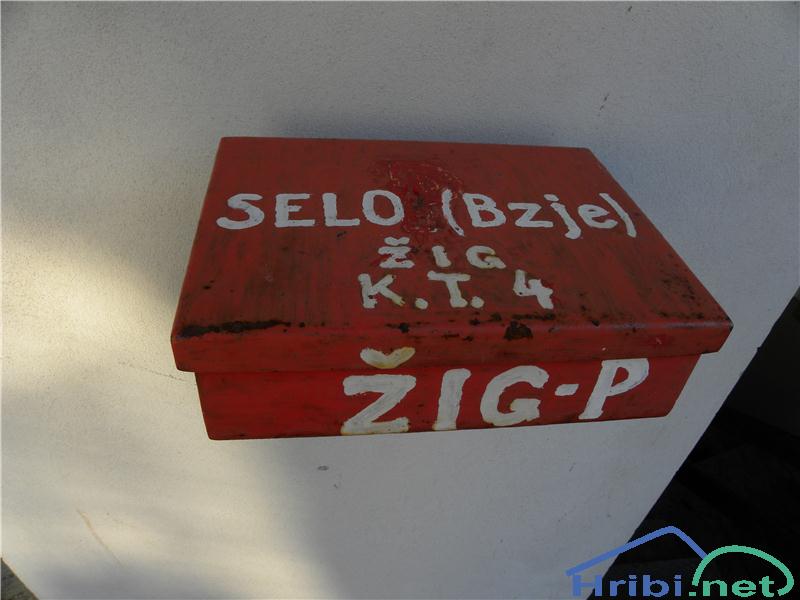 SELO (Bzje)
ŽIG
K.T. 4
ŽIG-P
Hribi.net